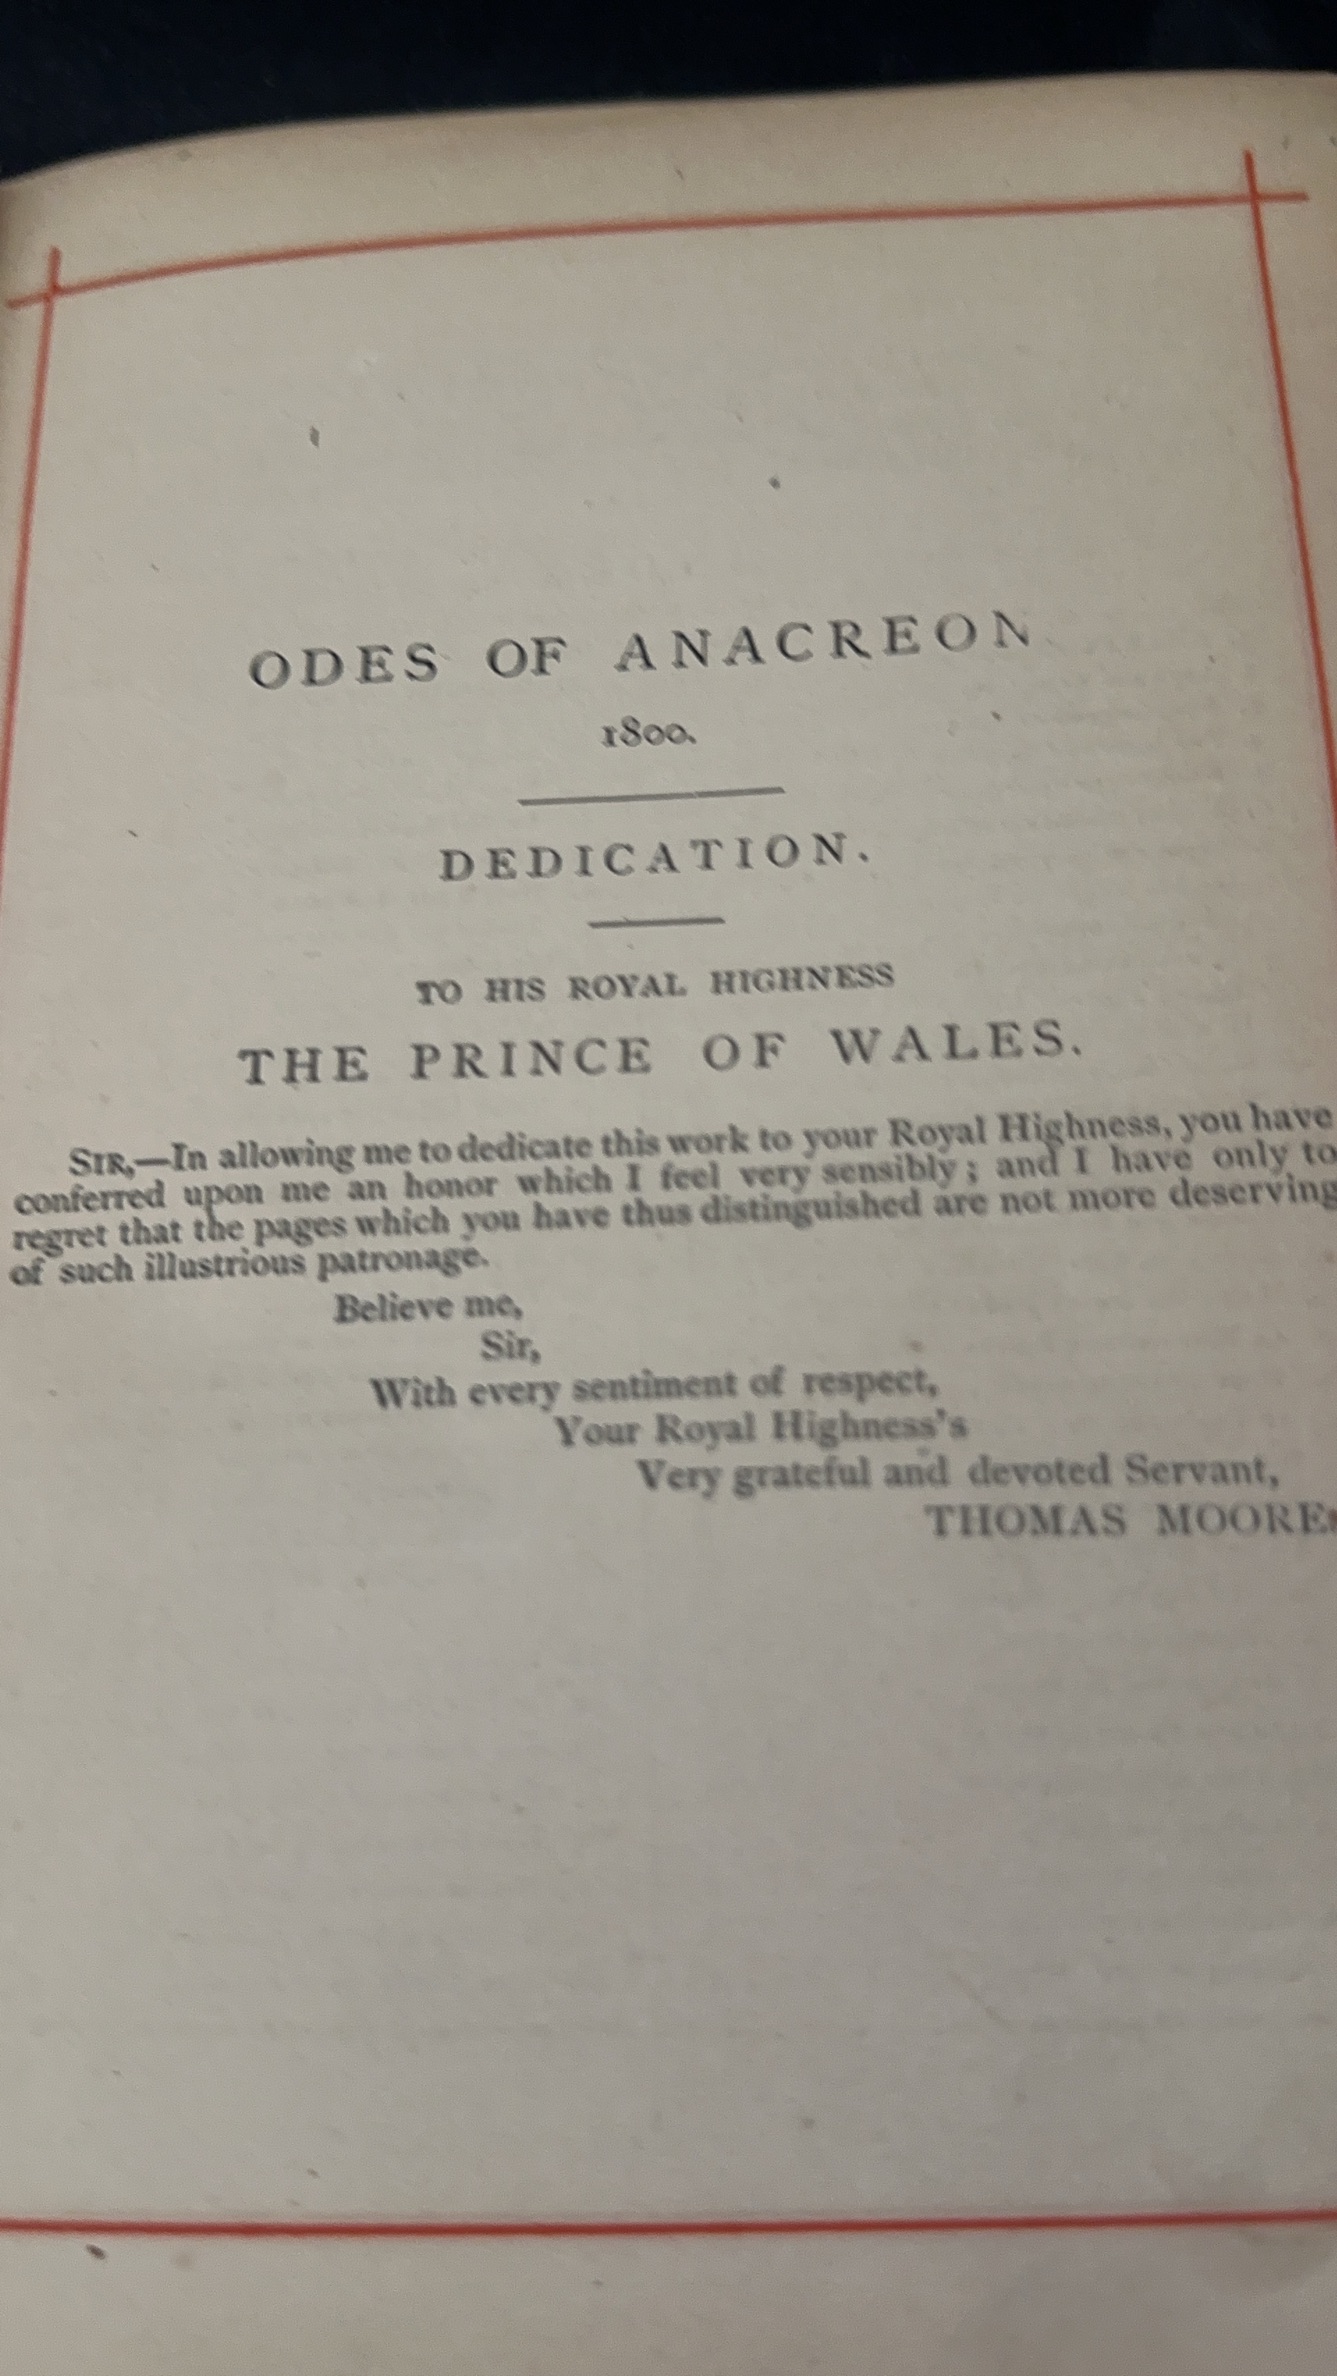 ODES OF ANACREON
1800.
DEDICATION.
TO HIS ROYAL HIGHNESS
THE PRINCE OF WALES.
SIR,—In allowing me to dedicate this work to your Royal Highness, you have
conferred upon me an honor which I feel very sensibly; and I have only to
regret that the pages which you have thus distinguished are not more deserving
of such illustrious patronage.
Believe me,
Sir,
With every sentiment of respect,
Your Royal Highness's
Very grateful and devoted Servant,
THOMAS MOORE.